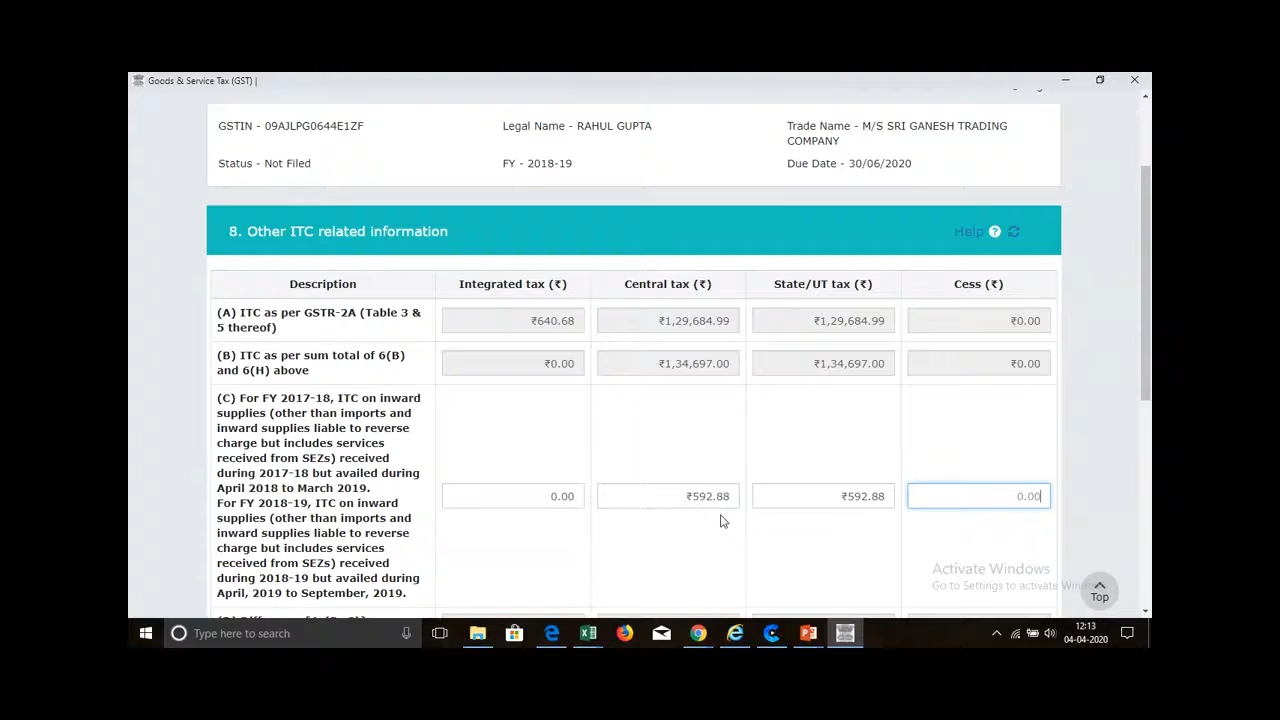 Goods & Service Tax (GST) |
GSTIN - 09AJLPG0644E1ZF
Legal Name - RAHUL GUPTA
Trade Name - M/S SRI GANESH TRADING
COMPANY
Status - Not Filed
FY - 2018-19
Due Date - 30/06/2020
8. Other ITC related information
Help ?
Description Integrated tax (₹) Central tax (₹) State/UT tax (₹) Cess (₹)
(A) ITC as per GSTR-2A (Table 3 &
5 thereof)
₹640.68 ₹1,29,684.99 ₹1,29,684.99 ₹0.00
(B) ITC as per sum total of 6(B)
and 6(H) above
₹0.00 ₹1,34,697.00 ₹1,34,697.00 ₹0.00
(C) For FY 2017-18, ITC on inward
supplies (other than imports and
inward supplies liable to reverse
charge but includes services
received from SEZs) received
during 2017-18 but availed during
April 2018 to March 2019.
For FY 2018-19, ITC on inward
supplies (other than imports and
inward supplies liable to reverse
charge but includes services
received from SEZs) received
during 2018-19 but availed during
April, 2019 to September, 2019.
0.00 ₹592.88 ₹592.88 0.00
Activate Windows
Go to Settings to activate Windows
Top
Type here to search
12:13
04-04-2020